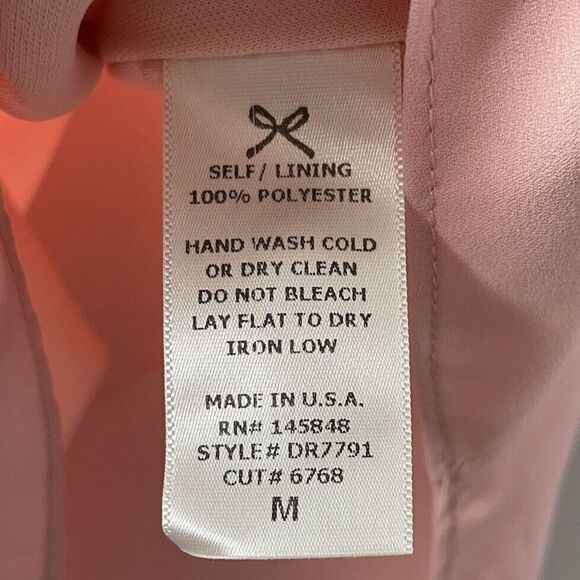 SELF/ LINING
100% POLYESTER
HAND WASH COLD
OR DRY CLEAN
DO NOT BLEACH
LAY FLAT TO DRY
IRON LOW
MADE IN U.S.A.
RN# 145848
STYLE# DR7791
CUT# 6768
M